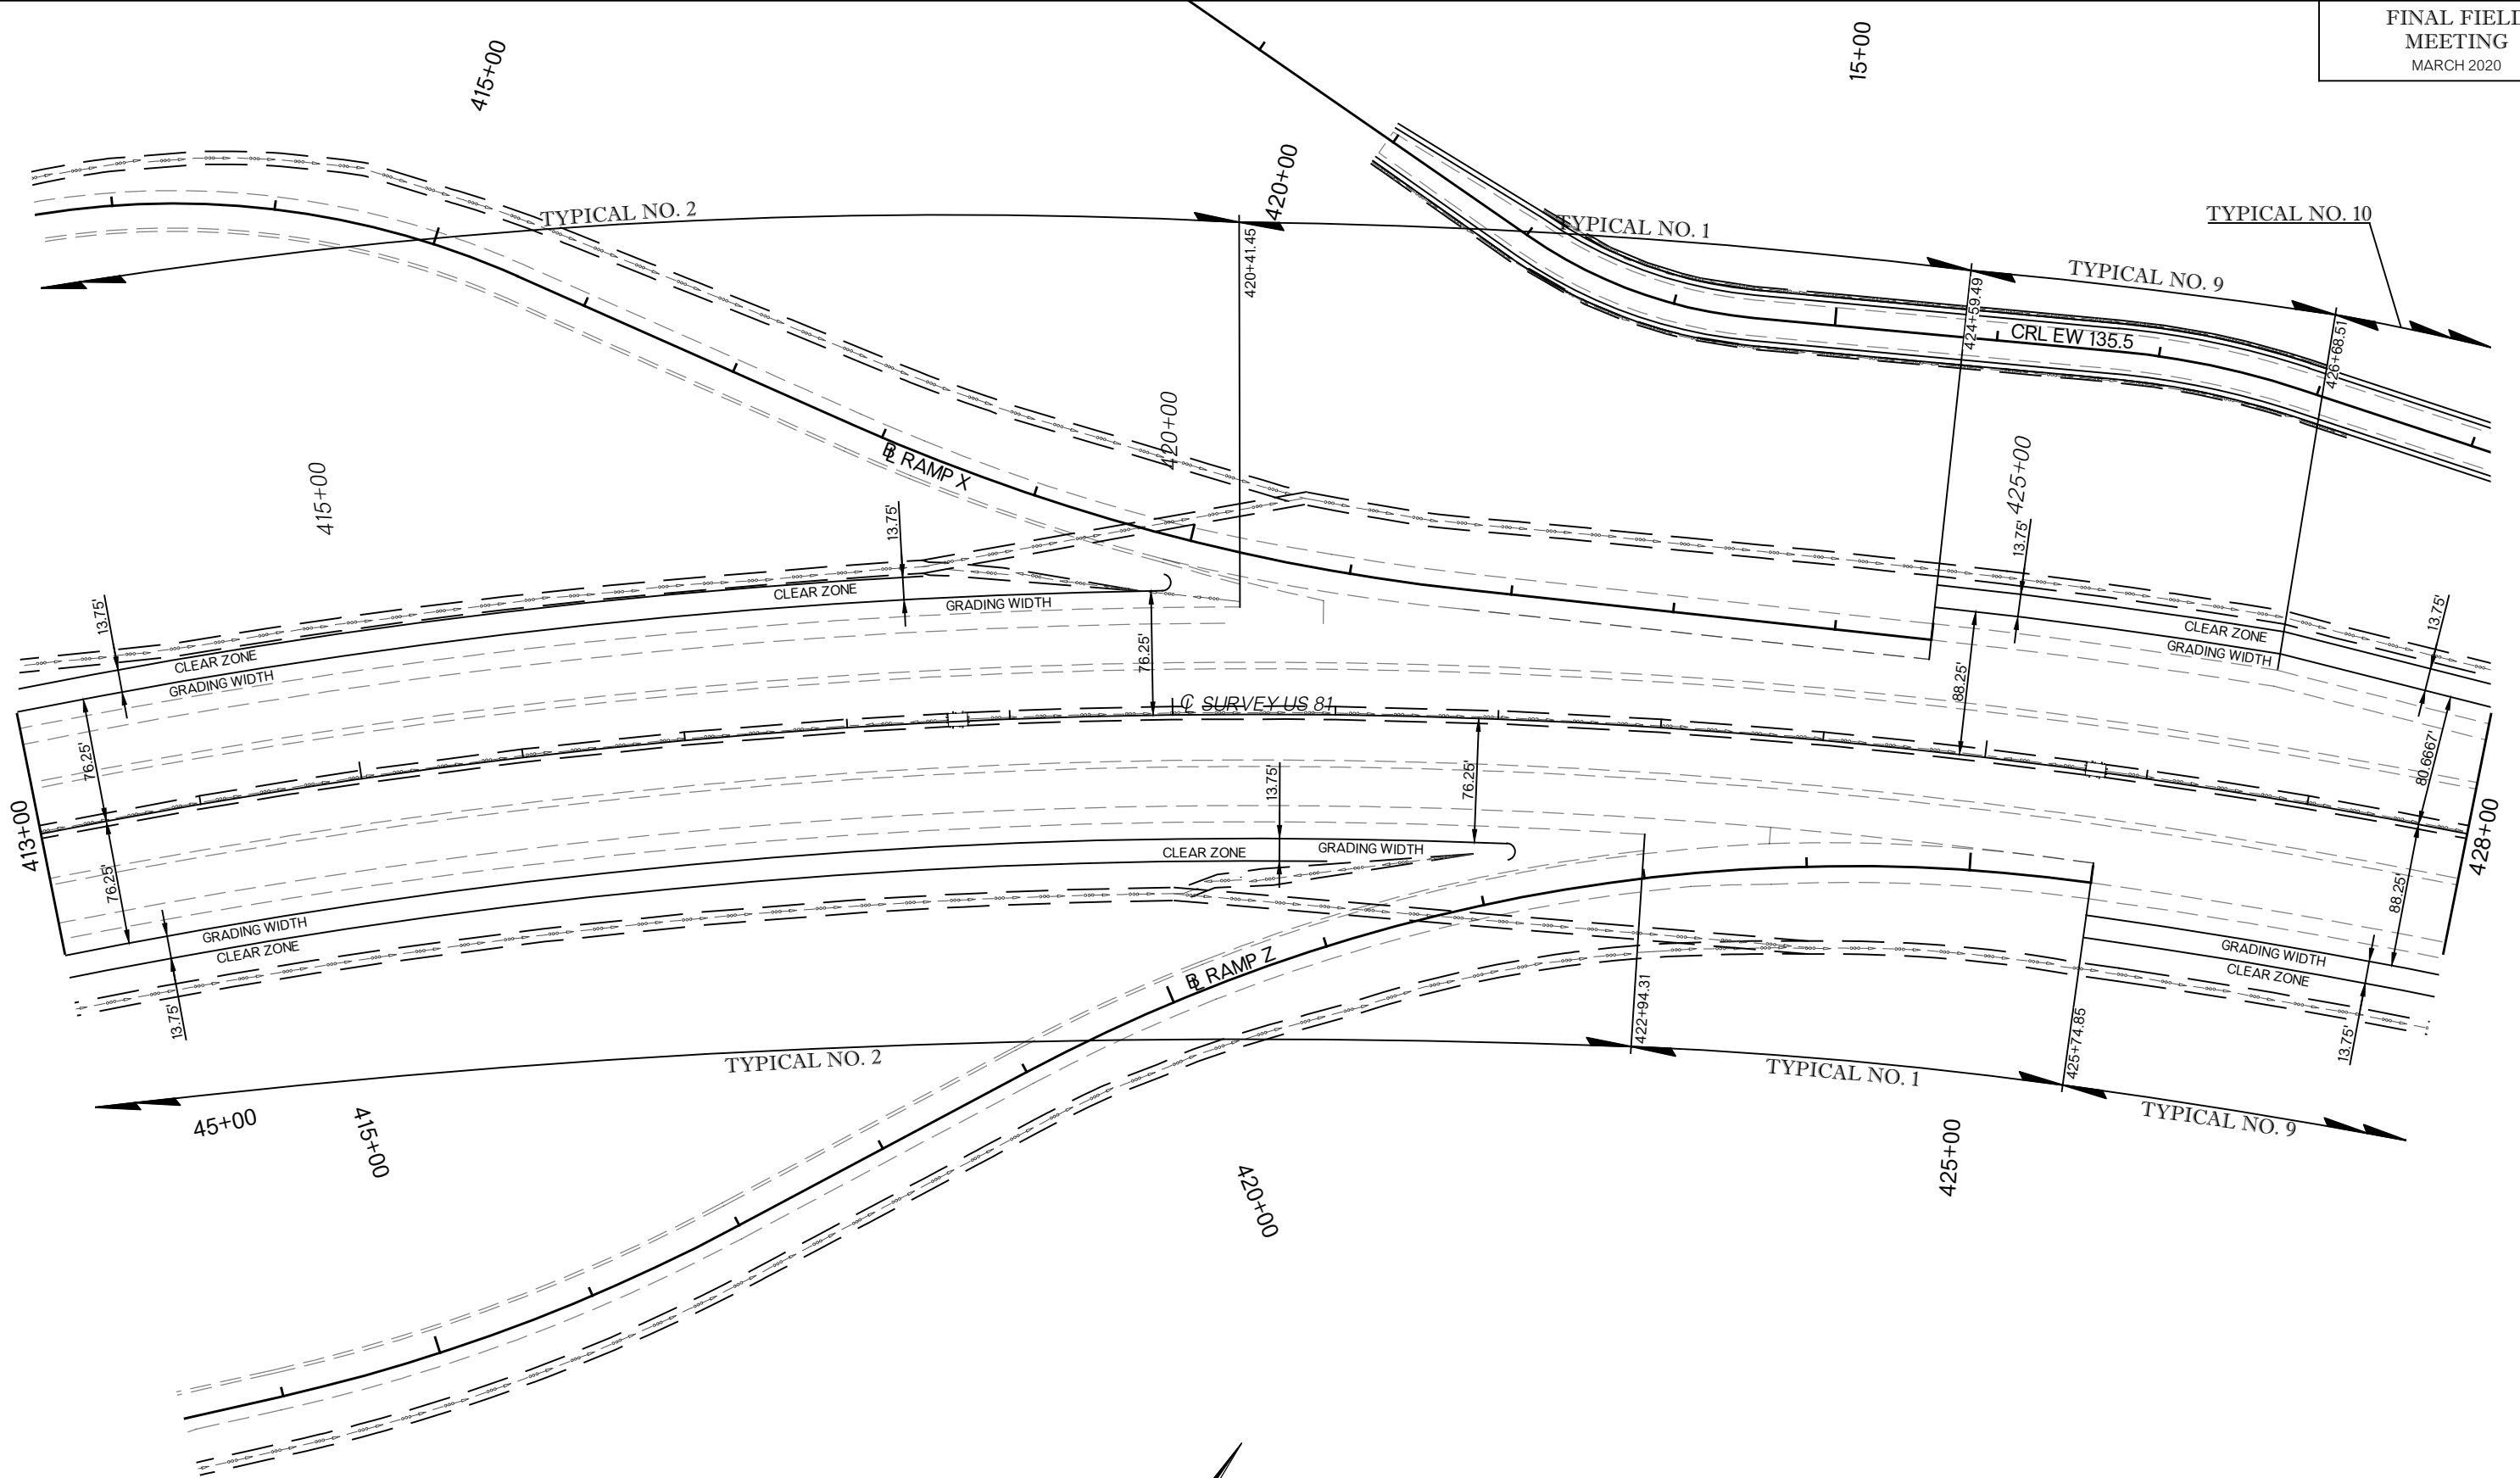 FINAL FIELD
MEETING
MARCH 2020
415+00
15+00
420+00
TYPICAL NO. 2
TYPICAL NO. 1
TYPICAL NO. 10
TYPICAL NO. 9
420+41.45
424+59.49
CRL EW 135.5
426+68.51
420+00
BL RAMP X
415+00
425+00
13.75'
13.75'
CLEAR ZONE
GRADING WIDTH
13.75'
13.75'
CLEAR ZONE
GRADING WIDTH
76.25'
CLEAR ZONE
GRADING WIDTH
88.25'
CL SURVEY US 81
76.25'
80.6667'
13.75'
76.25'
413+00
428+00
76.25'
CLEAR ZONE
GRADING WIDTH
88.25'
GRADING WIDTH
CLEAR ZONE
GRADING WIDTH
CLEAR ZONE
BL RAMP Z
13.75'
422+94.31
425+74.85
13.75'
TYPICAL NO. 2
TYPICAL NO. 1
TYPICAL NO. 9
45+00
415+00
420+00
425+00